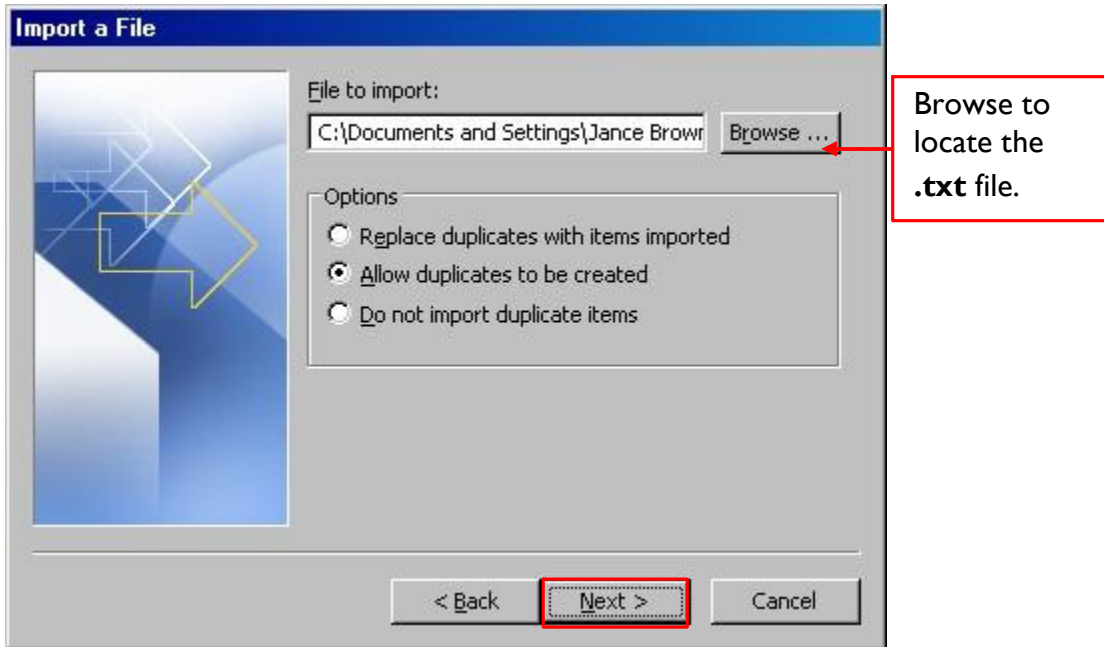 Import a File
File to import:
C:\Documents and Settings\Jance Brown
Browse ...
Browse to
locate the
.txt file.
Options
Replace duplicates with items imported
Allow duplicates to be created
Do not import duplicate items
< Back
Next >
Cancel